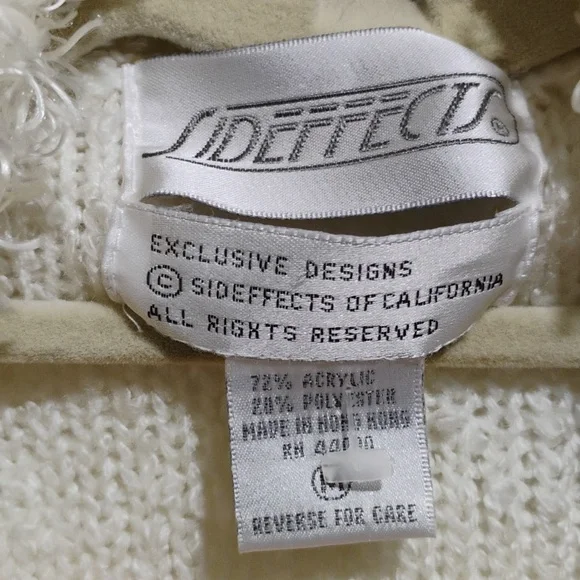 SIDEFFECTS
EXCLUSIVE DESIGNS
© SIDEFFECTS OF CALIFORNIA
ALL RIGHTS RESERVED
72% ACRYLIC
28% POLYESTER
MADE IN HONG KONG
RN
M
REVERSE FOR CARE